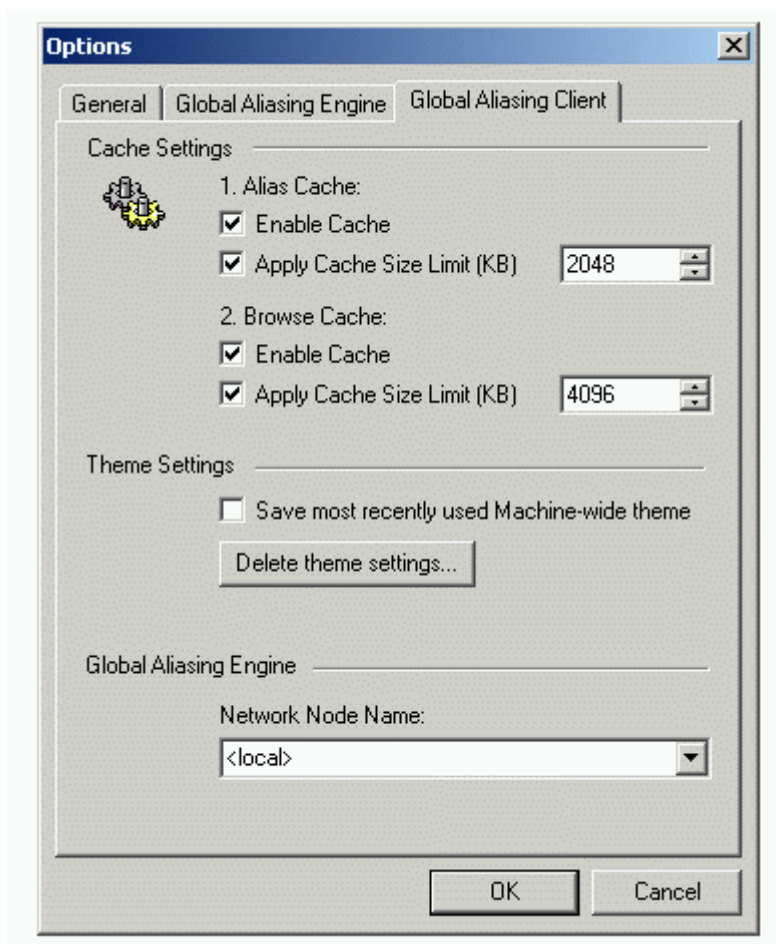 Options
General Global Aliasing Engine Global Aliasing Client
Cache Settings
1. Alias Cache:
Enable Cache
Apply Cache Size Limit (KB) 2048
2. Browse Cache:
Enable Cache
Apply Cache Size Limit (KB) 4096
Theme Settings
Save most recently used Machine-wide theme
Delete theme settings...
Global Aliasing Engine
Network Node Name:
<local>
OK Cancel